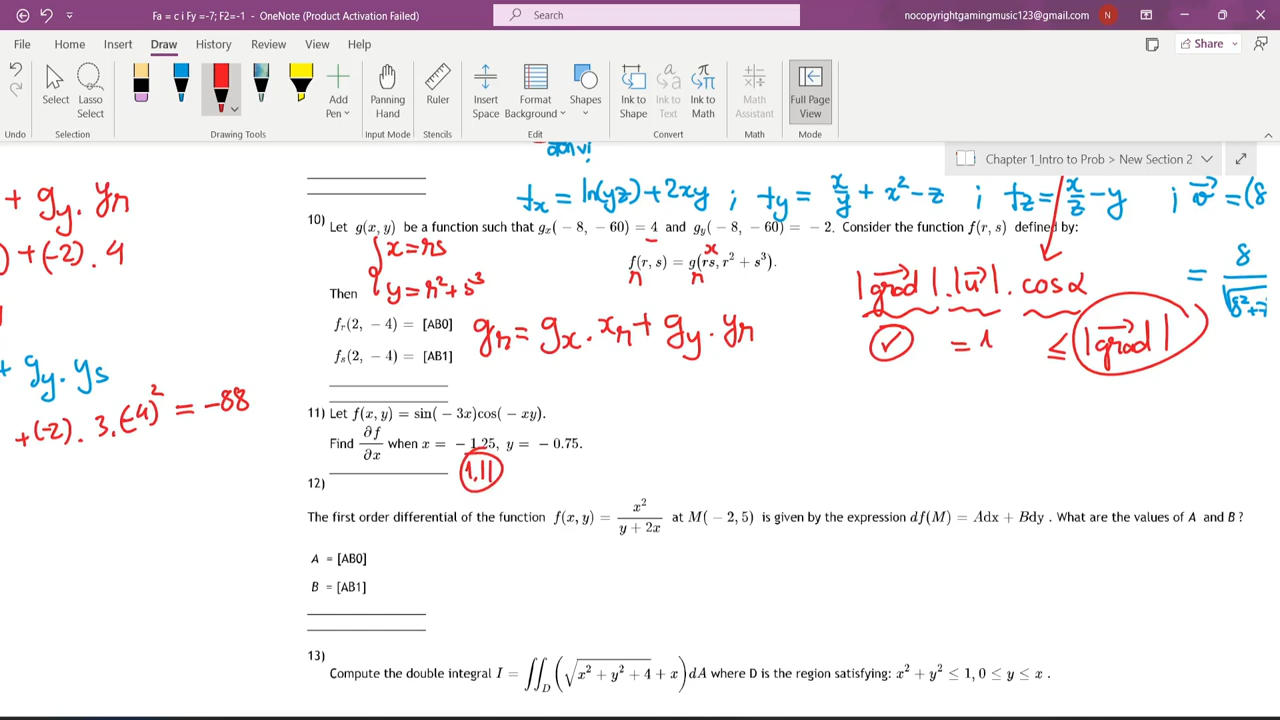 Fa = c i Fy =-7; F2=-1 - OneNote (Product Activation Failed)
Search
nocopyrightgamingmusic123@gmail.com
N
File Home Insert Draw History Review View Help
Share
Undo
Select
Lasso Select
Selection
Drawing Tools
Add Pen
Panning Hand
Input Mode
Ruler
Stencils
Insert Space
Format Background
Shapes
Edit
Ink to Shape
Ink to Text
Ink to Math
Convert
Math Assistant
Math
Full Page View
Mode
Chapter 1_Intro to Prob > New Section 2
fx = ln(yz) + 2xy ; fy = x/y + x² - z ; fz = x/z - y ; = (8
+ gy. yr
+(-2). 4
10) Let g(x, y) be a function such that gx( − 8, − 60) = 4 and gy( − 8, − 60) = − 2. Consider the function f(r, s) defined by:
x = rs
x
f(r, s) = g(rs, r² + s³).
r r
Then
y = r² + s³
fr(2, − 4) = [AB0]
gr = gx. xr + gy. yr
fs(2, − 4) = [AB1]
|grad|.|u|. cosα
= 1 ≤ |grad|
= 8
+ gy. ys
+(-2). 3.(-4)² = -88
11) Let f(x, y) = sin( − 3x)cos( − xy).
Find ∂f/∂x when x = − 1.25, y = − 0.75.
1.11
12)
The first order differential of the function f(x, y) = x²/(y + 2x) at M( − 2, 5) is given by the expression df(M) = Adx + Bdy . What are the values of A and B ?
A = [AB0]
B = [AB1]
13)
Compute the double integral I = ∬D (√(x² + y² + 4) + x)dA where D is the region satisfying: x² + y² ≤ 1, 0 ≤ y ≤ x .